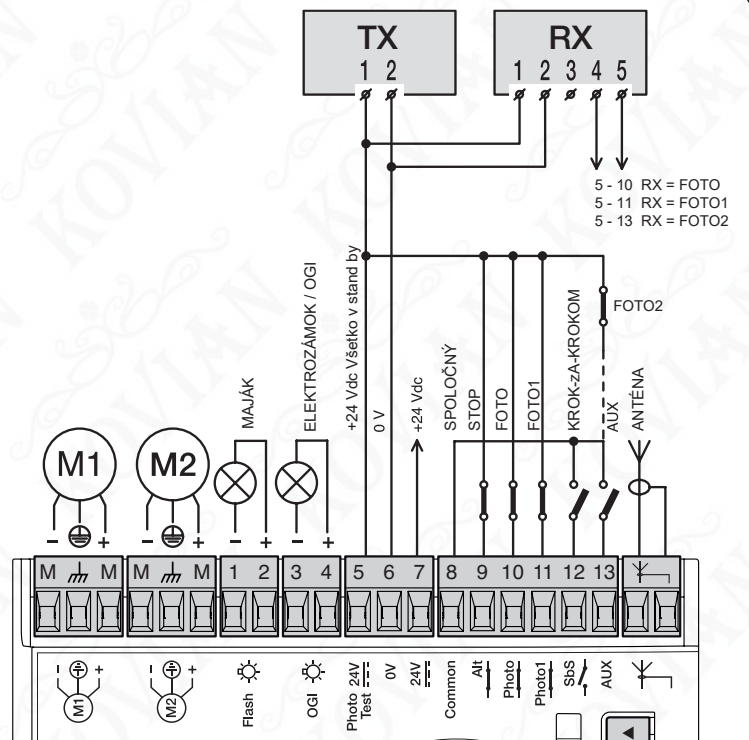 KOVIAN
TX
1 2
RX
1 2 3 4 5
5 - 10 RX = FOTO
5 - 11 RX = FOTO1
5 - 13 RX = FOTO2
MAJÁK
ELEKTROZÁMOK / OGI
+24 Vdc Všetko v stand by
0 V
+24 Vdc
SPOLOČNÝ
STOP
FOTO
FOTO1
KROK-zA-KROKOM
FOTO2
AUX
ANTÉNA
M1
M2
– +
– +
– +
– +
M M M M 1 2 3 4 5 6 7 8 9 10 11 12 13
- +
M1
- +
M2
Flash
OGI
Photo 24V
Test
0V
24V
Common
Alt
Photo
Photo1
SbS
AUX